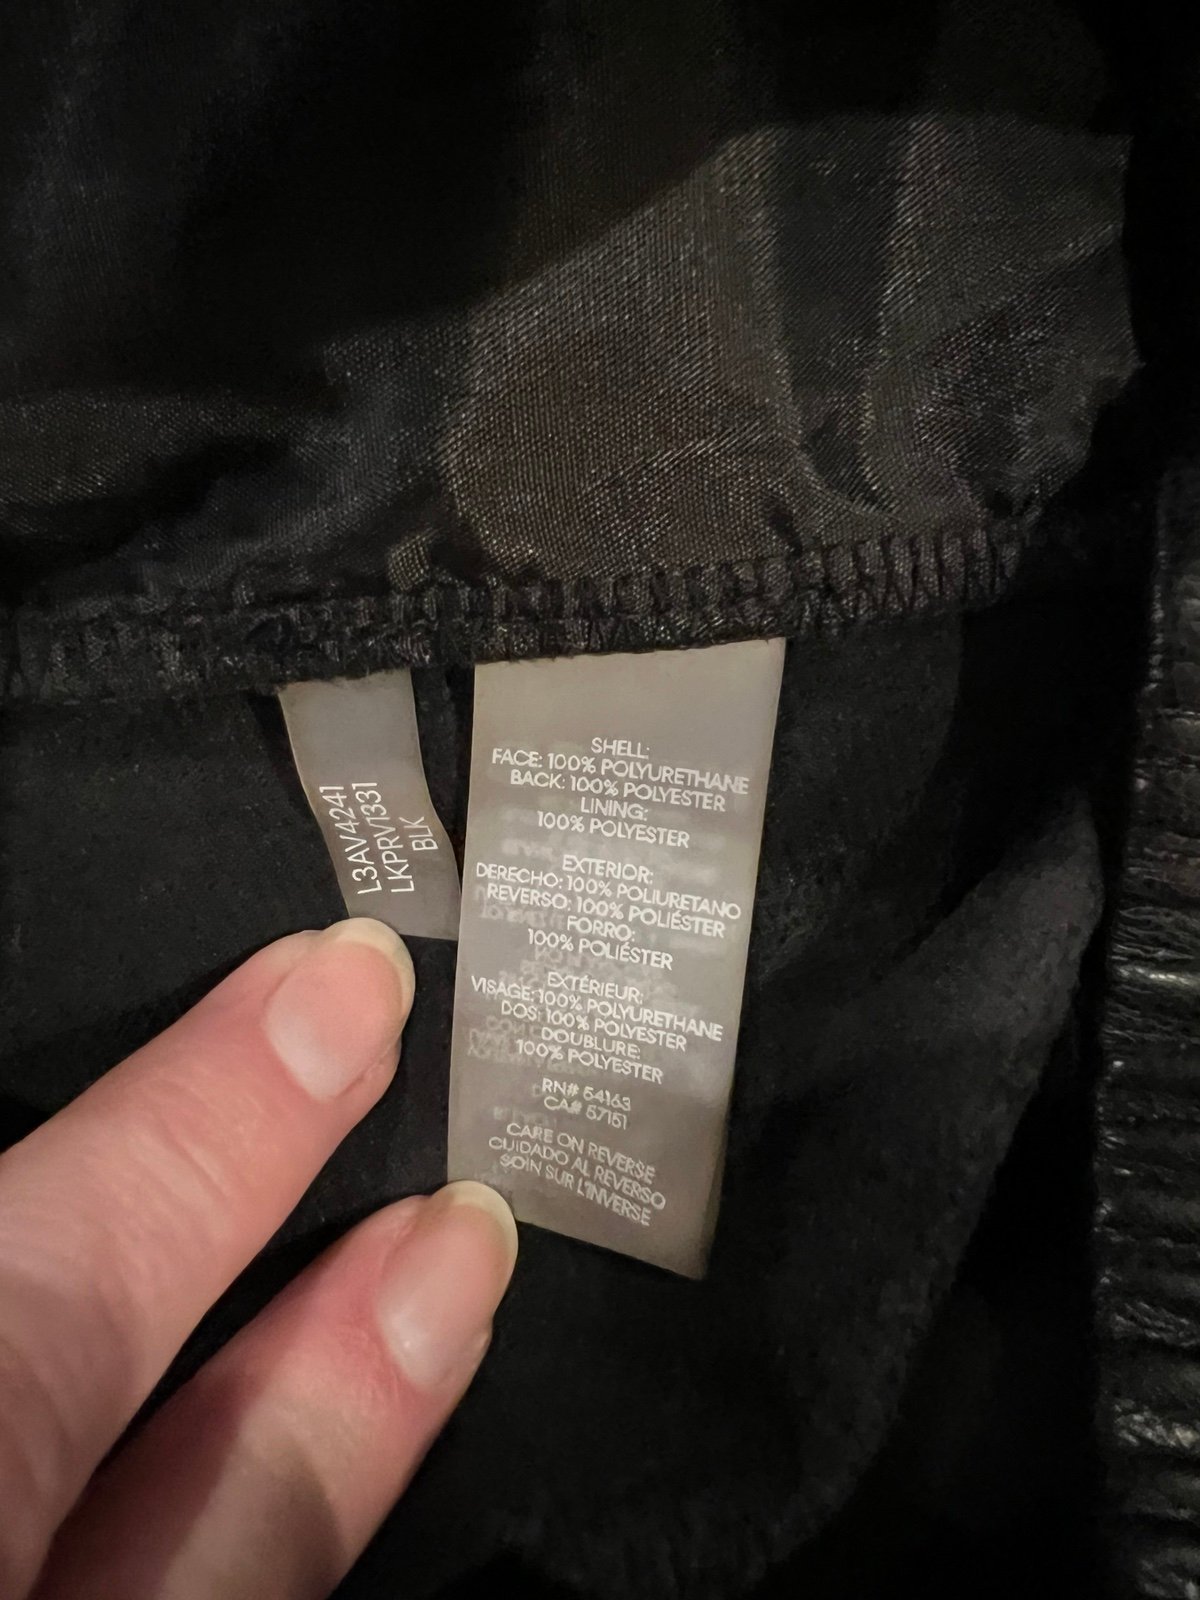 L3AV4241
LKPRV1331
BLK
SHELL:
FACE: 100% POLYURETHANE
BACK: 100% POLYESTER
LINING:
100% POLYESTER
EXTERIOR:
DERECHO: 100% POLIURETANO
REVERSO: 100% POLIÉSTER
FORRO:
100% POLIÉSTER
EXTÉRIEUR:
VISAGE: 100% POLYURETHANE
DOS: 100% POLYESTER
DOUBLURE:
100% POLYESTER
RN# 54163
CA# 57151
CARE ON REVERSE
CUIDADO AL REVERSO
SOIN SUR L'INVERSE